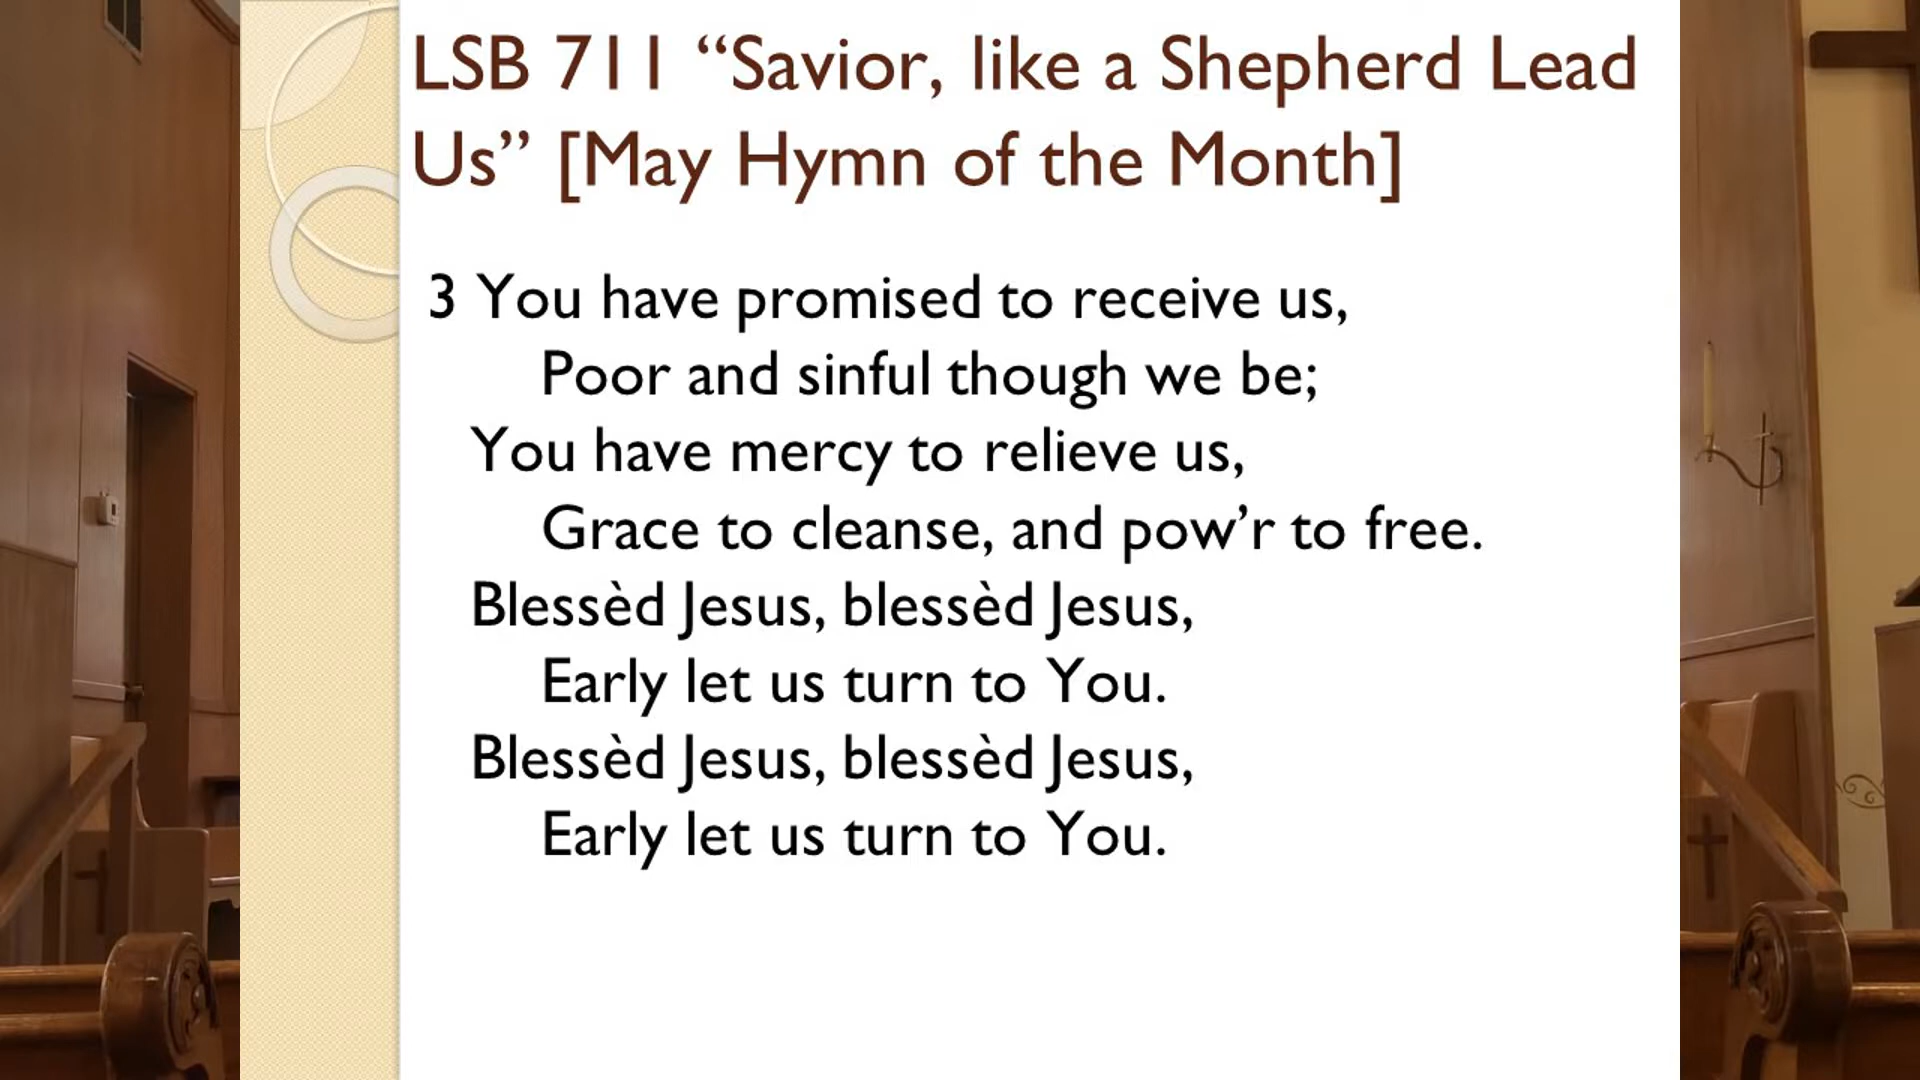 LSB 711 “Savior, like a Shepherd Lead
Us” [May Hymn of the Month]
3 You have promised to receive us,
Poor and sinful though we be;
You have mercy to relieve us,
Grace to cleanse, and pow’r to free.
Blessèd Jesus, blessèd Jesus,
Early let us turn to You.
Blessèd Jesus, blessèd Jesus,
Early let us turn to You.